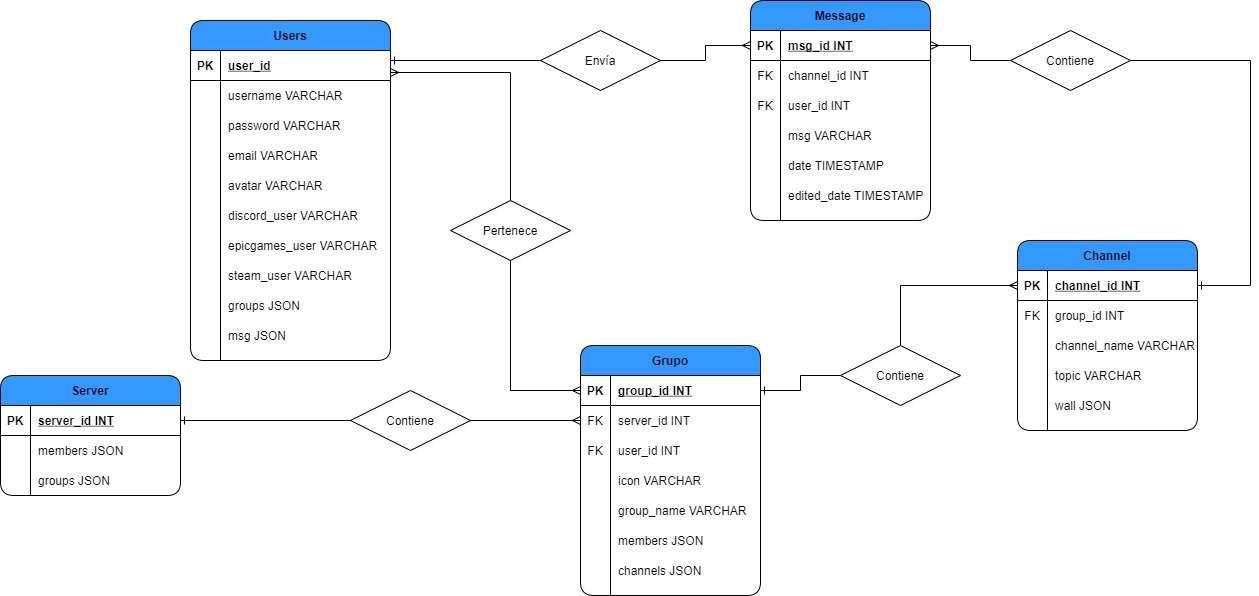 Users
PK user_id
username VARCHAR
password VARCHAR
email VARCHAR
avatar VARCHAR
discord_user VARCHAR
epicgames_user VARCHAR
steam_user VARCHAR
groups JSON
msg JSON
Envía
Message
PK msg_id INT
FK channel_id INT
FK user_id INT
msg VARCHAR
date TIMESTAMP
edited_date TIMESTAMP
Contiene
Pertenece
Channel
PK channel_id INT
FK group_id INT
channel_name VARCHAR
topic VARCHAR
wall JSON
Server
PK server_id INT
members JSON
groups JSON
Contiene
Grupo
PK group_id INT
FK server_id INT
FK user_id INT
icon VARCHAR
group_name VARCHAR
members JSON
channels JSON
Contiene